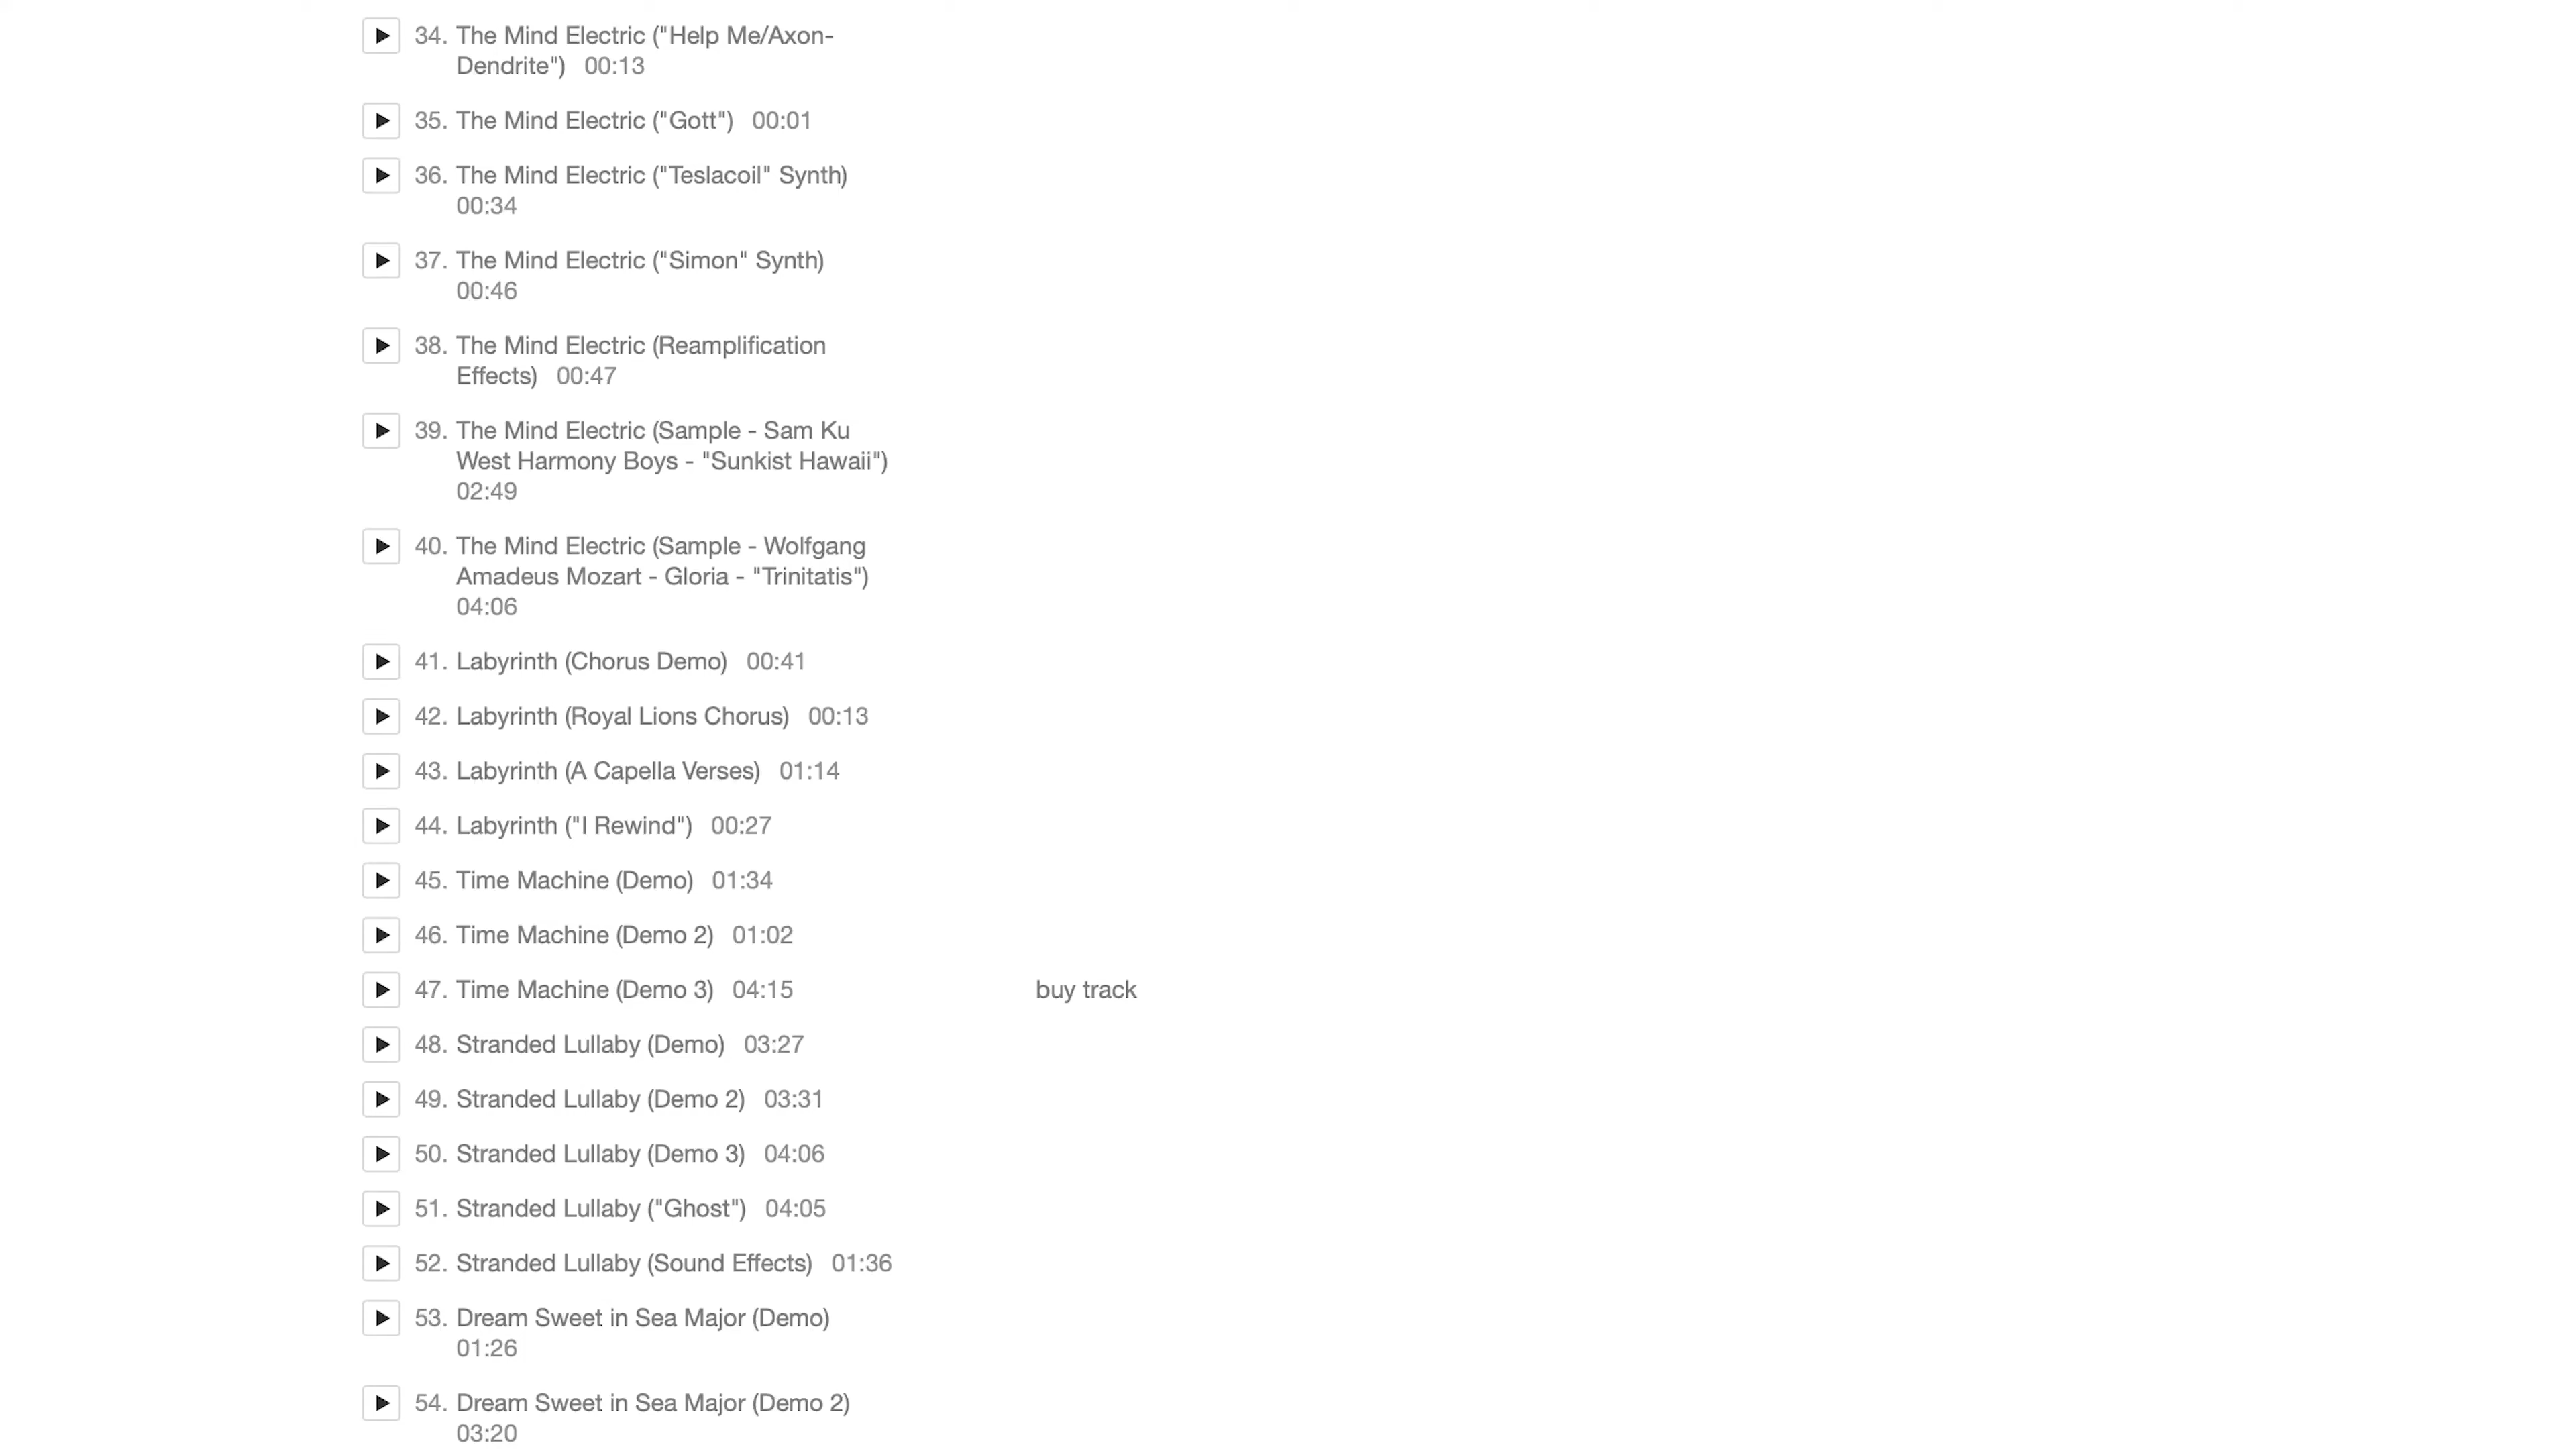 34. The Mind Electric ("Help Me/Axon-
Dendrite") 00:13
35. The Mind Electric ("Gott") 00:01
36. The Mind Electric ("Teslacoil" Synth)
00:34
37. The Mind Electric ("Simon" Synth)
00:46
38. The Mind Electric (Reamplification
Effects) 00:47
39. The Mind Electric (Sample - Sam Ku
West Harmony Boys - "Sunkist Hawaii")
02:49
40. The Mind Electric (Sample - Wolfgang
Amadeus Mozart - Gloria - "Trinitatis")
04:06
41. Labyrinth (Chorus Demo) 00:41
42. Labyrinth (Royal Lions Chorus) 00:13
43. Labyrinth (A Capella Verses) 01:14
44. Labyrinth ("I Rewind") 00:27
45. Time Machine (Demo) 01:34
46. Time Machine (Demo 2) 01:02
47. Time Machine (Demo 3) 04:15 buy track
48. Stranded Lullaby (Demo) 03:27
49. Stranded Lullaby (Demo 2) 03:31
50. Stranded Lullaby (Demo 3) 04:06
51. Stranded Lullaby ("Ghost") 04:05
52. Stranded Lullaby (Sound Effects) 01:36
53. Dream Sweet in Sea Major (Demo)
01:26
54. Dream Sweet in Sea Major (Demo 2)
03:20